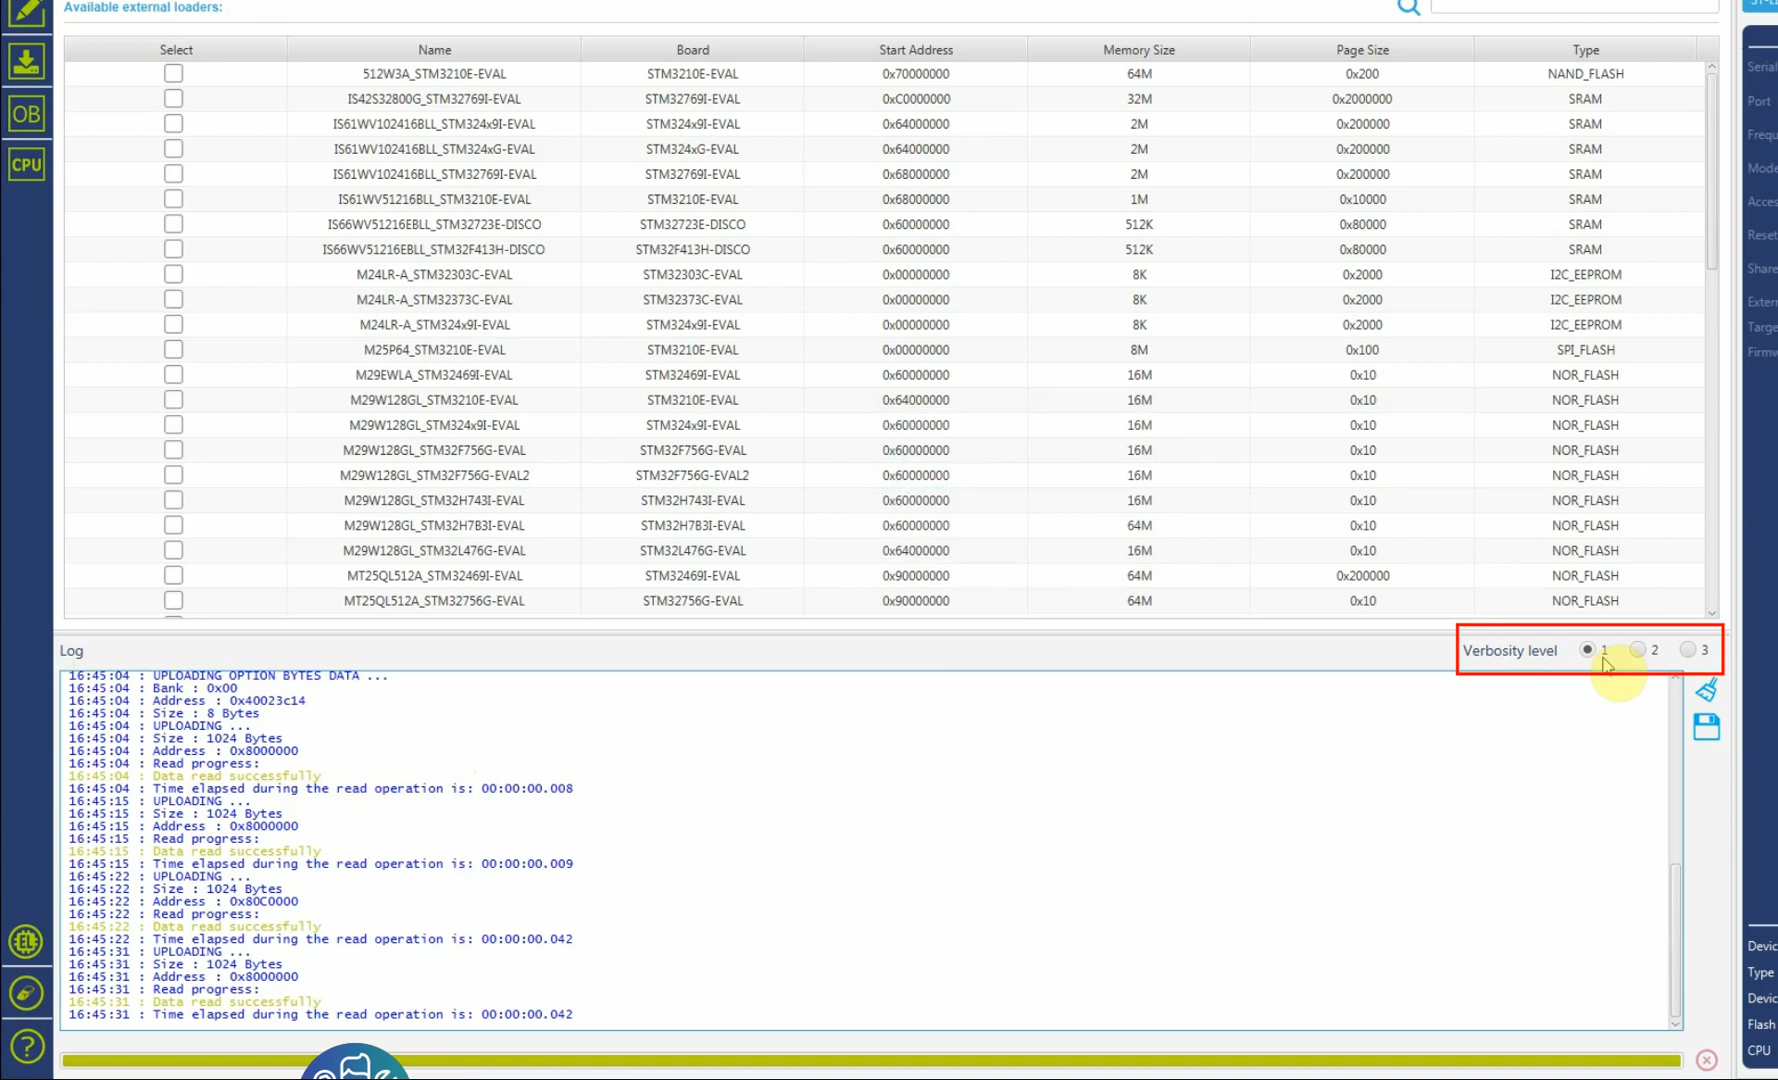 Available external loaders:
Select Name Board Start Address Memory Size Page Size Type
512W3A_STM3210E-EVAL STM3210E-EVAL 0x70000000 64M 0x200 NAND_FLASH
IS42S32800G_STM32769I-EVAL STM32769I-EVAL 0xC0000000 32M 0x2000000 SRAM
IS61WV102416BLL_STM324x9I-EVAL STM324x9I-EVAL 0x64000000 2M 0x200000 SRAM
IS61WV102416BLL_STM324xG-EVAL STM324xG-EVAL 0x64000000 2M 0x200000 SRAM
IS61WV102416BLL_STM32769I-EVAL STM32769I-EVAL 0x68000000 2M 0x200000 SRAM
IS61WV51216BLL_STM3210E-EVAL STM3210E-EVAL 0x68000000 1M 0x10000 SRAM
IS66WV51216EBLL_STM32723E-DISCO STM32723E-DISCO 0x60000000 512K 0x80000 SRAM
IS66WV51216EBLL_STM32F413H-DISCO STM32F413H-DISCO 0x60000000 512K 0x80000 SRAM
M24LR-A_STM32303C-EVAL STM32303C-EVAL 0x00000000 8K 0x2000 I2C_EEPROM
M24LR-A_STM32373C-EVAL STM32373C-EVAL 0x00000000 8K 0x2000 I2C_EEPROM
M24LR-A_STM324x9I-EVAL STM324x9I-EVAL 0x00000000 8K 0x2000 I2C_EEPROM
M25P64_STM3210E-EVAL STM3210E-EVAL 0x00000000 8M 0x100 SPI_FLASH
M29EWLA_STM32469I-EVAL STM32469I-EVAL 0x60000000 16M 0x10 NOR_FLASH
M29W128GL_STM3210E-EVAL STM3210E-EVAL 0x64000000 16M 0x10 NOR_FLASH
M29W128GL_STM324x9I-EVAL STM324x9I-EVAL 0x60000000 16M 0x10 NOR_FLASH
M29W128GL_STM32F756G-EVAL STM32F756G-EVAL 0x60000000 16M 0x10 NOR_FLASH
M29W128GL_STM32F756G-EVAL2 STM32F756G-EVAL2 0x60000000 16M 0x10 NOR_FLASH
M29W128GL_STM32H743I-EVAL STM32H743I-EVAL 0x60000000 16M 0x10 NOR_FLASH
M29W128GL_STM32H7B3I-EVAL STM32H7B3I-EVAL 0x60000000 64M 0x10 NOR_FLASH
M29W128GL_STM32L476G-EVAL STM32L476G-EVAL 0x64000000 16M 0x10 NOR_FLASH
MT25QL512A_STM32469I-EVAL STM32469I-EVAL 0x90000000 64M 0x200000 NOR_FLASH
MT25QL512A_STM32756G-EVAL STM32756G-EVAL 0x90000000 64M 0x10 NOR_FLASH
Log Verbosity level 1 2 3
16:45:04 : UPLOADING OPTION BYTES DATA ...
16:45:04 : Bank : 0x00
16:45:04 : Address : 0x40023c14
16:45:04 : Size : 8 Bytes
16:45:04 : UPLOADING ...
16:45:04 : Size : 1024 Bytes
16:45:04 : Address : 0x8000000
16:45:04 : Read progress:
16:45:04 : Data read successfully
16:45:04 : Time elapsed during the read operation is: 00:00:00.008
16:45:15 : UPLOADING ...
16:45:15 : Size : 1024 Bytes
16:45:15 : Address : 0x8000000
16:45:15 : Read progress:
16:45:15 : Data read successfully
16:45:15 : Time elapsed during the read operation is: 00:00:00.009
16:45:22 : UPLOADING ...
16:45:22 : Size : 1024 Bytes
16:45:22 : Address : 0x80C0000
16:45:22 : Read progress:
16:45:22 : Data read successfully
16:45:22 : Time elapsed during the read operation is: 00:00:00.042
16:45:31 : UPLOADING ...
16:45:31 : Size : 1024 Bytes
16:45:31 : Address : 0x8000000
16:45:31 : Read progress:
16:45:31 : Data read successfully
16:45:31 : Time elapsed during the read operation is: 00:00:00.042
OB
CPU
EL
?
Serial
Port
Frequ
Mode
Acces
Reset
Share
Extern
Targe
Firmw
Devic
Type
Devic
Flash
CPU